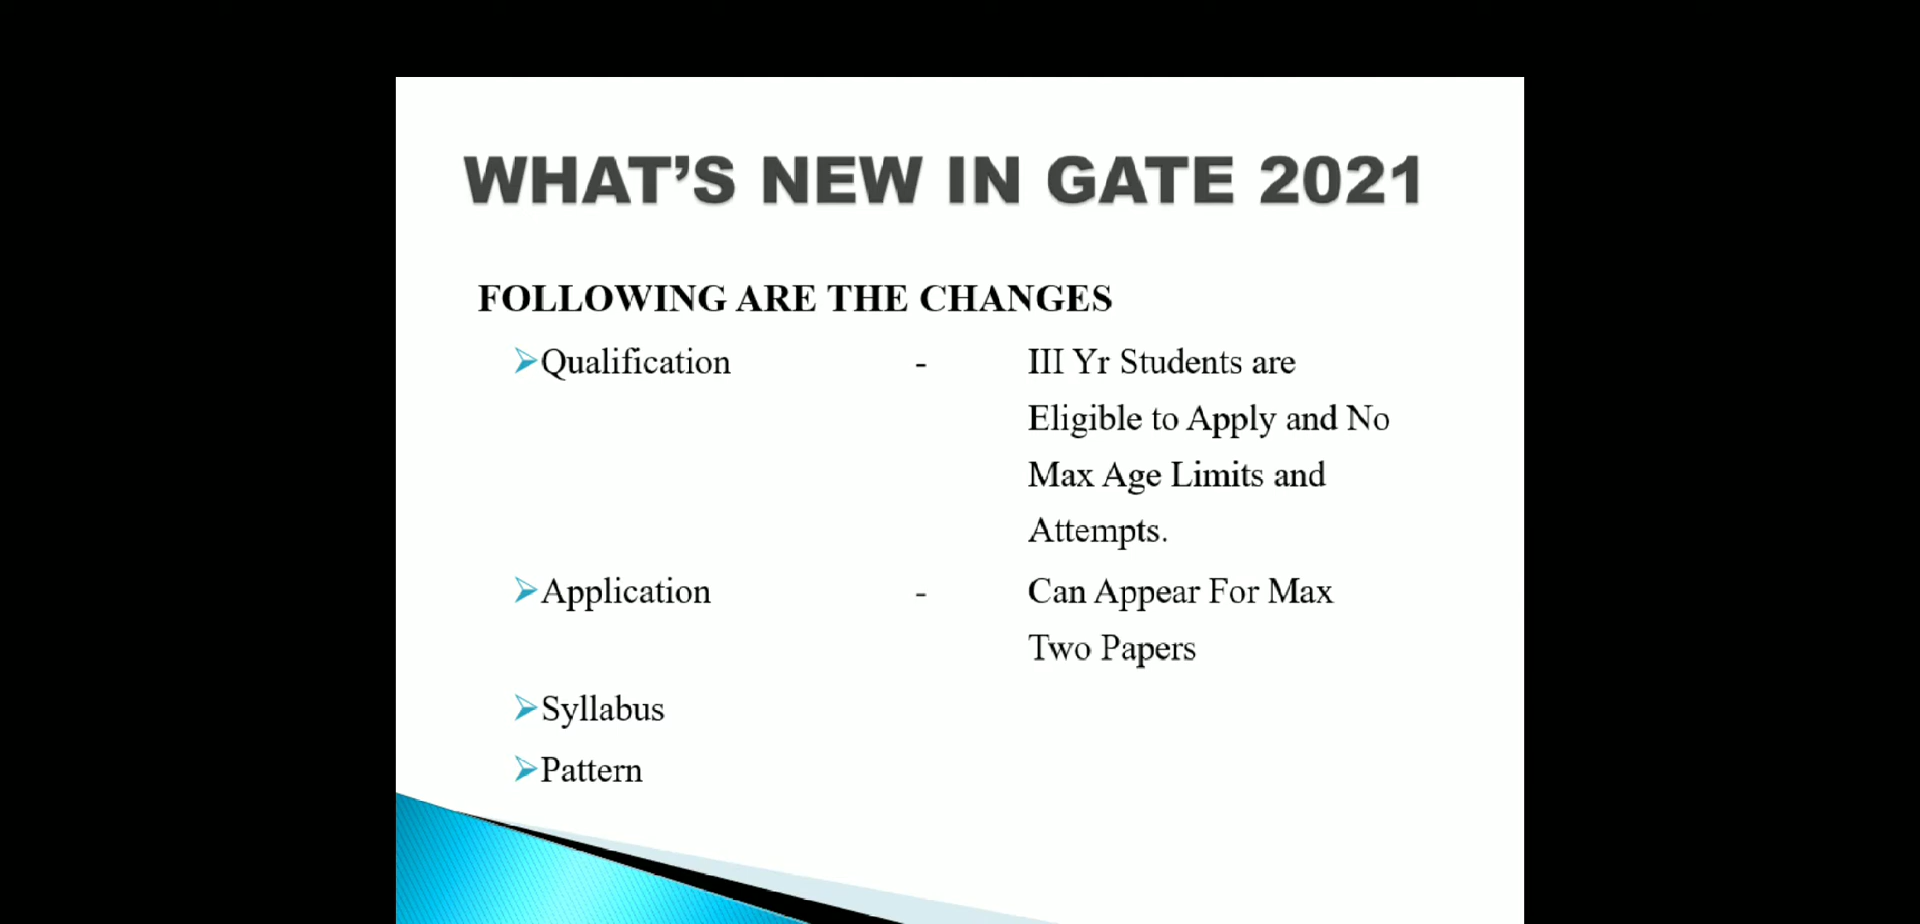 WHAT’S NEW IN GATE 2021
FOLLOWING ARE THE CHANGES
Qualification - III Yr Students are
Eligible to Apply and No
Max Age Limits and
Attempts.
Application - Can Appear For Max
Two Papers
Syllabus
Pattern